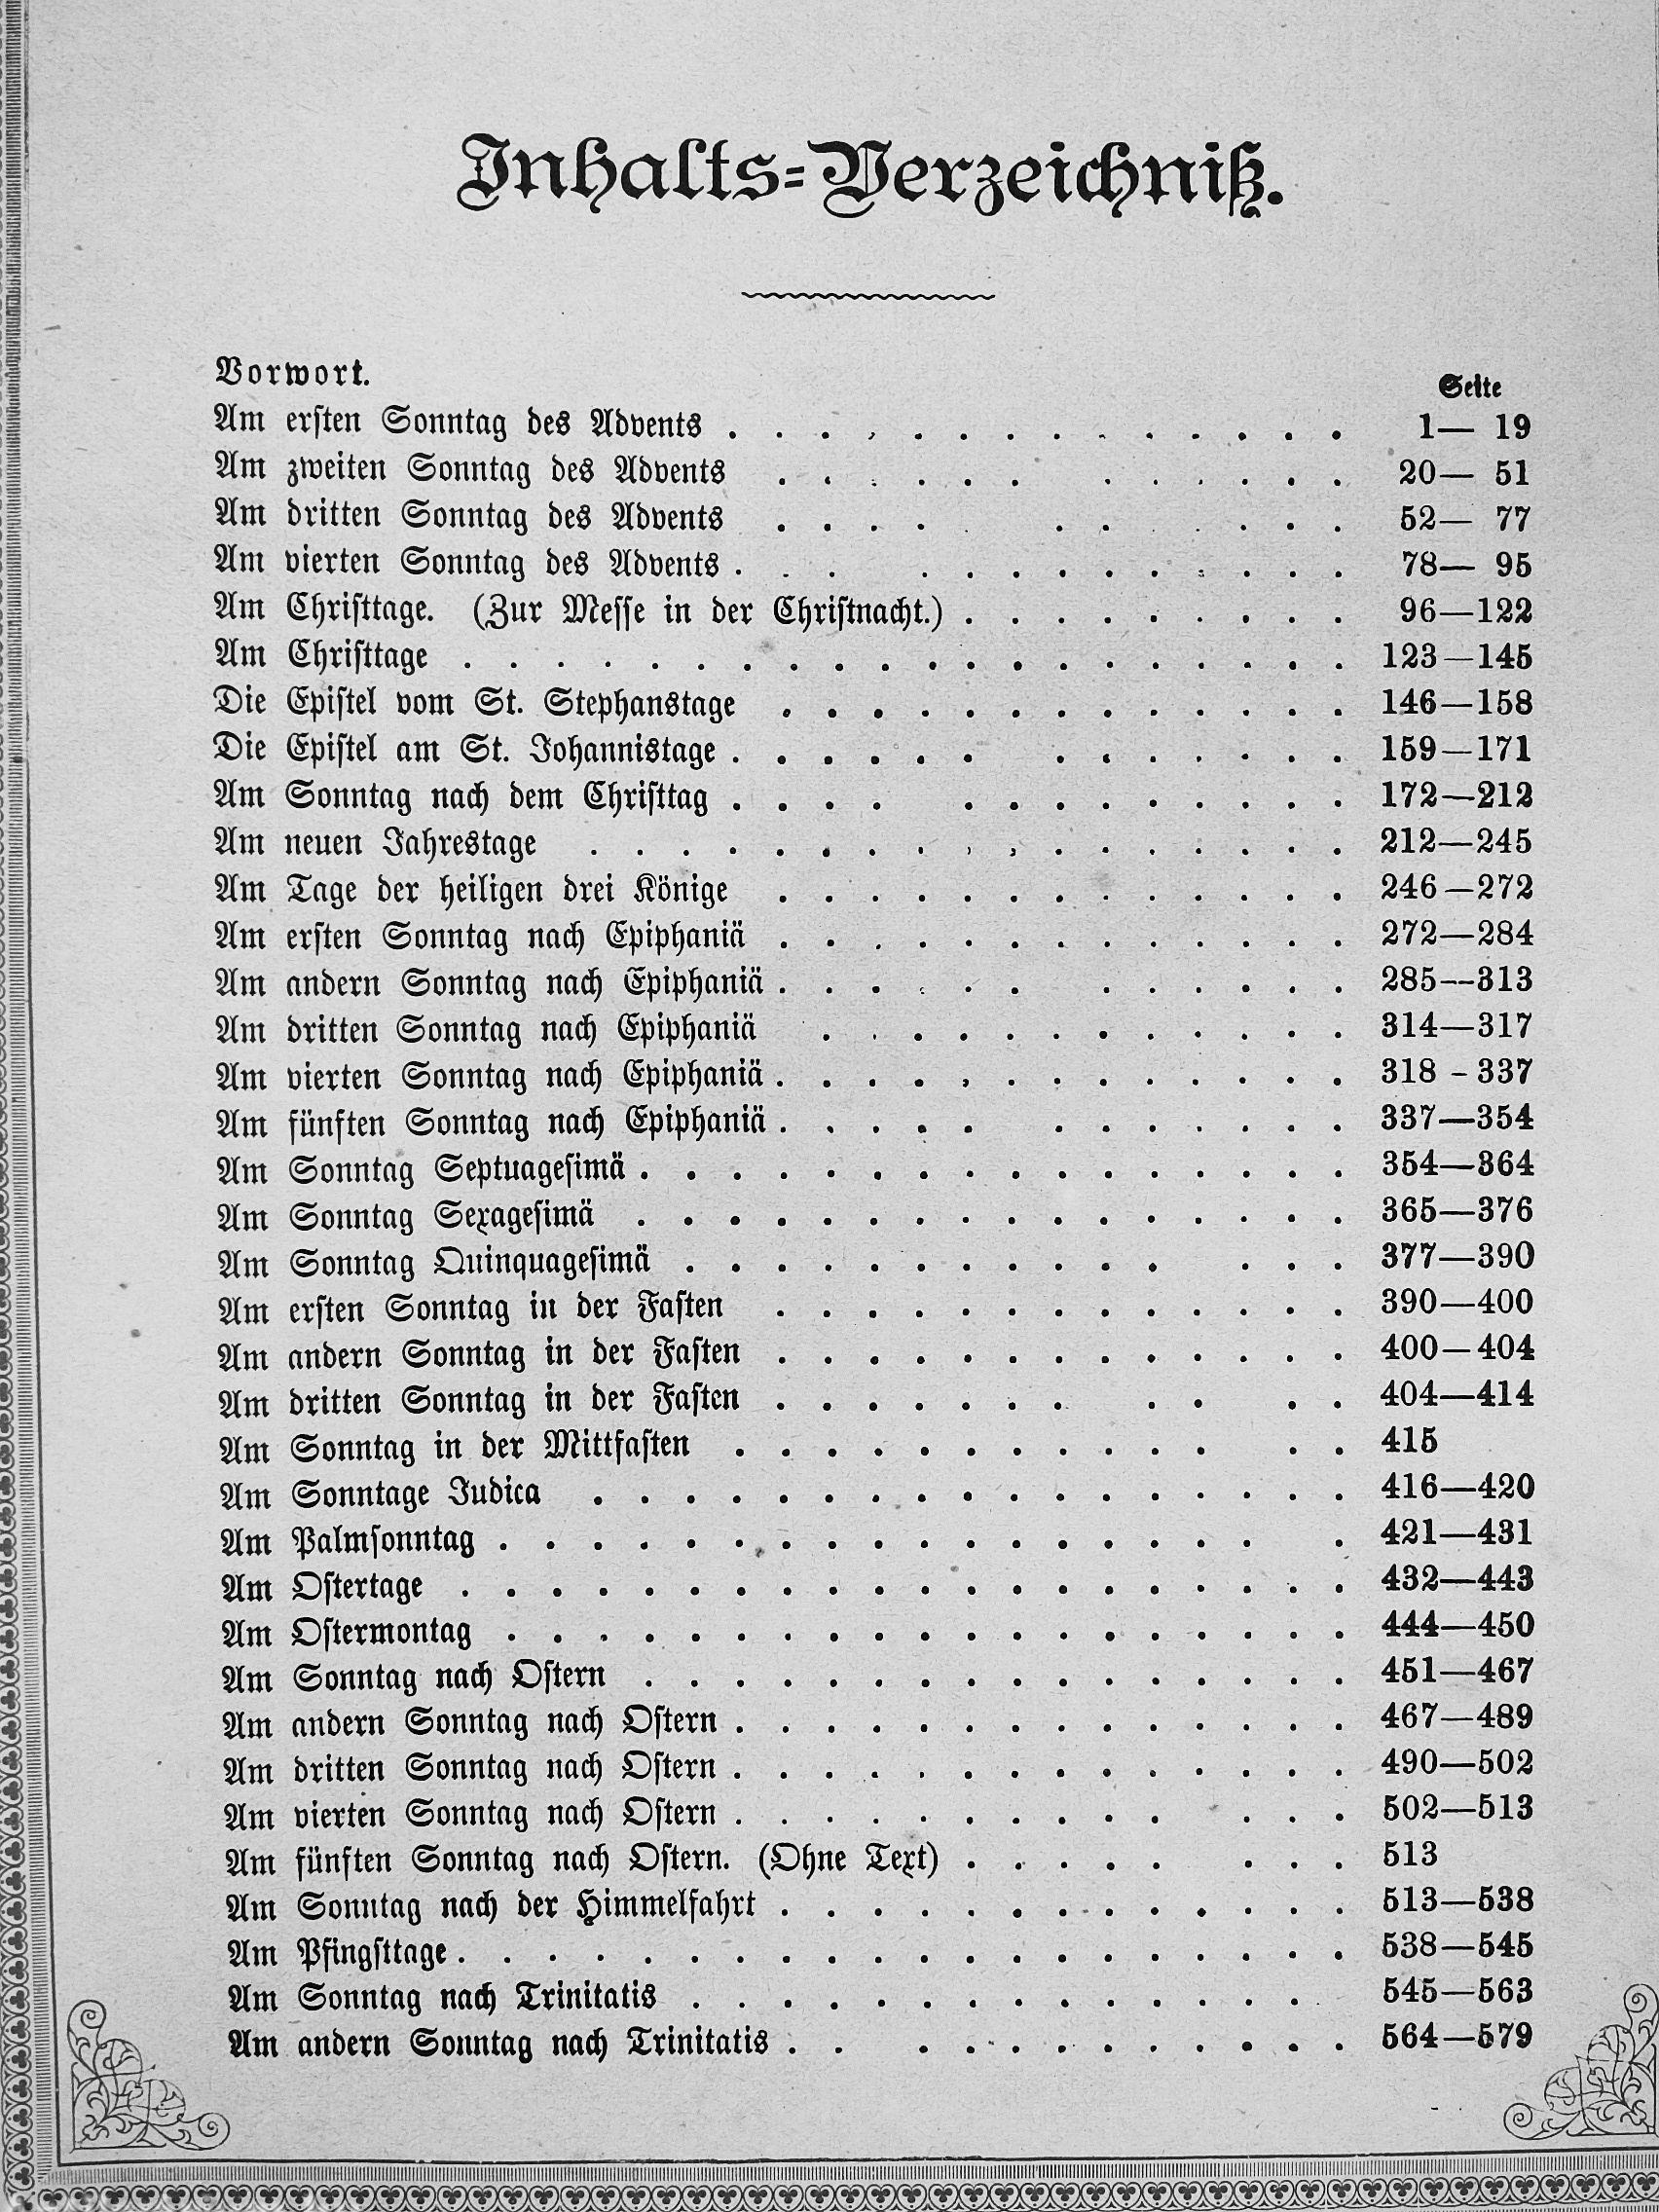 Inhalts=Verzeichniß.
Vorwort.
Seite
Am erſten Sonntag des Advents . . . . . . . . . . . . . . 1— 19
Am zweiten Sonntag des Advents . . . . . . . . . . . . 20— 51
Am dritten Sonntag des Advents . . . . . . . . . 52— 77
Am vierten Sonntag des Advents . . . . . . . . . . . . . 78— 95
Am Chriſttage. (Zur Meſſe in der Chriſtnacht.) . . . . . . . . . 96—122
Am Chriſttage . . . . . . . . . . . . . . . . . . . . 123—145
Die Epiſtel vom St. Stephanstage . . . . . . . . . . . . . 146—158
Die Epiſtel am St. Johannistage . . . . . . . . . . . . . 159—171
Am Sonntag nach dem Chriſttag . . . . . . . . . . . . . 172—212
Am neuen Jahrestage . . . . . . . . . . . . . . . . . 212—245
Am Tage der heiligen drei Könige . . . . . . . . . . . . . 246—272
Am erſten Sonntag nach Epiphaniä . . . . . . . . . . . . . 272—284
Am andern Sonntag nach Epiphaniä . . . . . . . . . . . . 285—313
Am dritten Sonntag nach Epiphaniä . . . . . . . . . . . . 314—317
Am vierten Sonntag nach Epiphaniä . . . . . . . . . . . . . 318 - 337
Am fünften Sonntag nach Epiphaniä . . . . . . . . . . . . 337—354
Am Sonntag Septuageſimä . . . . . . . . . . . . . . . . 354—364
Am Sonntag Sexageſimä . . . . . . . . . . . . . . . . 365—376
Am Sonntag Quinquageſimä . . . . . . . . . . . . . . 377—390
Am erſten Sonntag in der Faſten . . . . . . . . . . . . . 390—400
Am andern Sonntag in der Faſten . . . . . . . . . . . . . 400—404
Am dritten Sonntag in der Faſten . . . . . . . . . . . 404—414
Am Sonntag in der Mittfaſten . . . . . . . . . . . . . 415
Am Sonntage Judica . . . . . . . . . . . . . . . . . 416—420
Am Palmſonntag . . . . . . . . . . . . . . . . . . 421—431
Am Oſtertage . . . . . . . . . . . . . . . . . . . . 432—443
Am Oſtermontag . . . . . . . . . . . . . . . . . . . 444—450
Am Sonntag nach Oſtern . . . . . . . . . . . . . . . . 451—467
Am andern Sonntag nach Oſtern . . . . . . . . . . . . . . 467—489
Am dritten Sonntag nach Oſtern . . . . . . . . . . . . . . 490—502
Am vierten Sonntag nach Oſtern . . . . . . . . . . . . . 502—513
Am fünften Sonntag nach Oſtern. (Ohne Text) . . . . . . . . 513
Am Sonntag nach der Himmelfahrt . . . . . . . . . . . . . 513—538
Am Pfingſttage . . . . . . . . . . . . . . . . . . . . 538—545
Am Sonntag nach Trinitatis . . . . . . . . . . . . . . 545—563
Am andern Sonntag nach Trinitatis . . . . . . . . . . . . 564—579